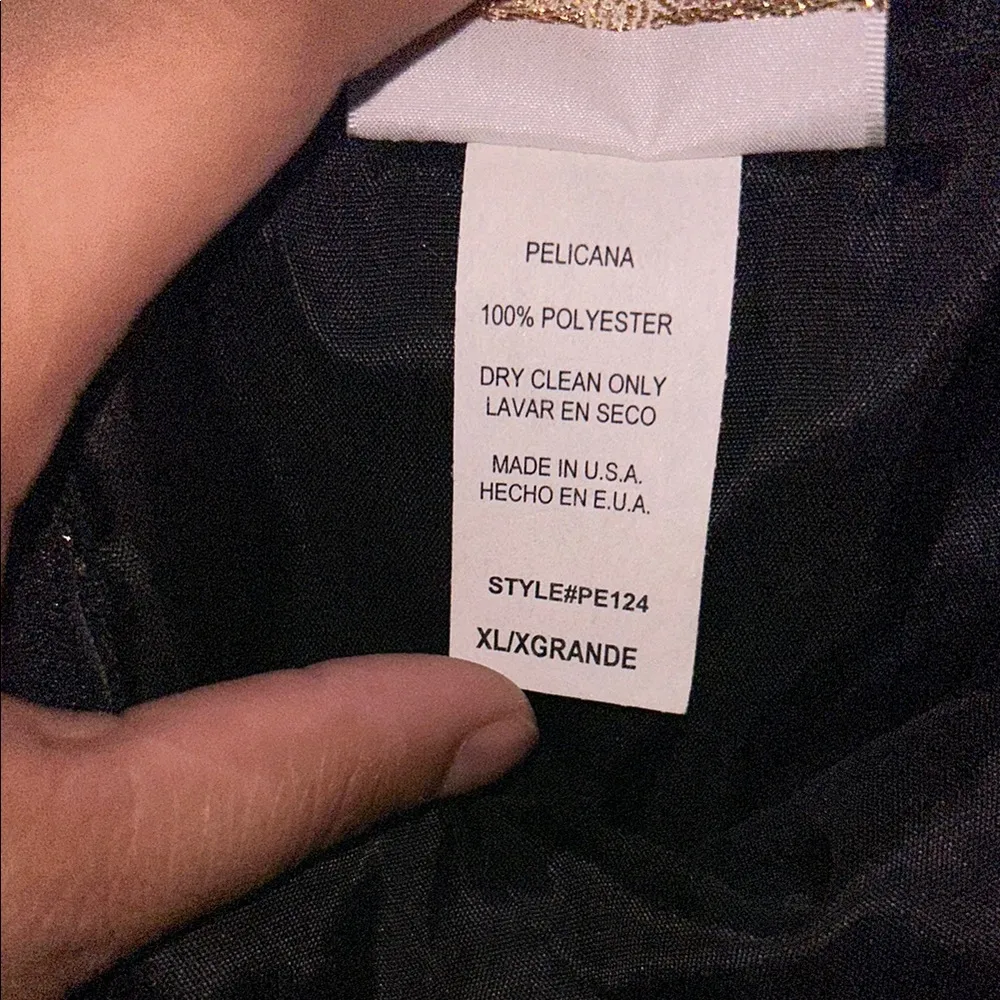 PELICANA
100% POLYESTER
DRY CLEAN ONLY
LAVAR EN SECO
MADE IN U.S.A.
HECHO EN E.U.A.
STYLE#PE124
XL/XGRANDE